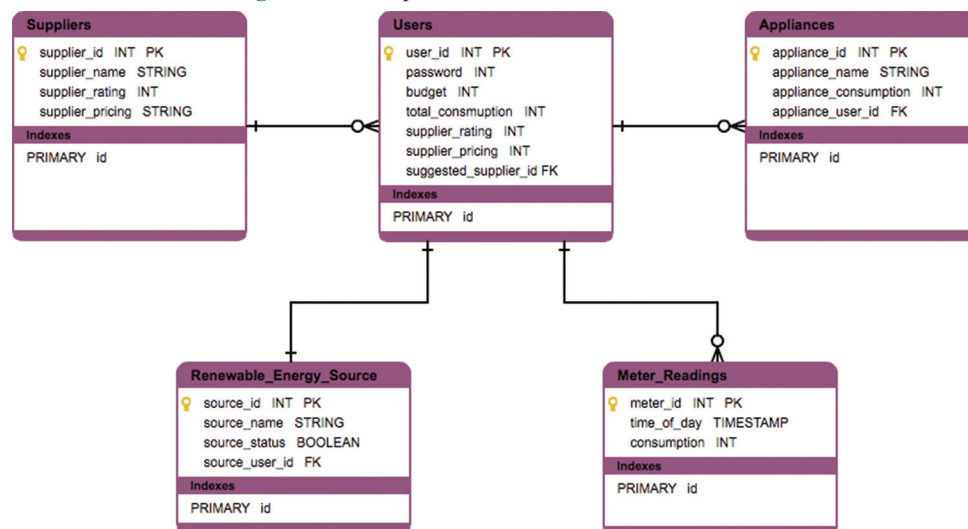 Suppliers
supplier_id INT PK
supplier_name STRING
supplier_rating INT
supplier_pricing STRING
Indexes
PRIMARY id
Users
user_id INT PK
password INT
budget INT
total_consmuption INT
supplier_rating INT
supplier_pricing INT
suggested_supplier_id FK
Indexes
PRIMARY id
Appliances
appliance_id INT PK
appliance_name STRING
appliance_consumption INT
appliance_user_id FK
Indexes
PRIMARY id
Renewable_Energy_Source
source_id INT PK
source_name STRING
source_status BOOLEAN
source_user_id FK
Indexes
PRIMARY id
Meter_Readings
meter_id INT PK
time_of_day TIMESTAMP
consumption INT
Indexes
PRIMARY id